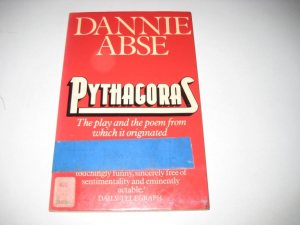 DANNIE
ABSE
PYTHAGORAS
The play and the poem from
which it originated
touchingly funny, sincerely free of
sentimentality and eminently
actable.'
DAILY TELEGRAPH